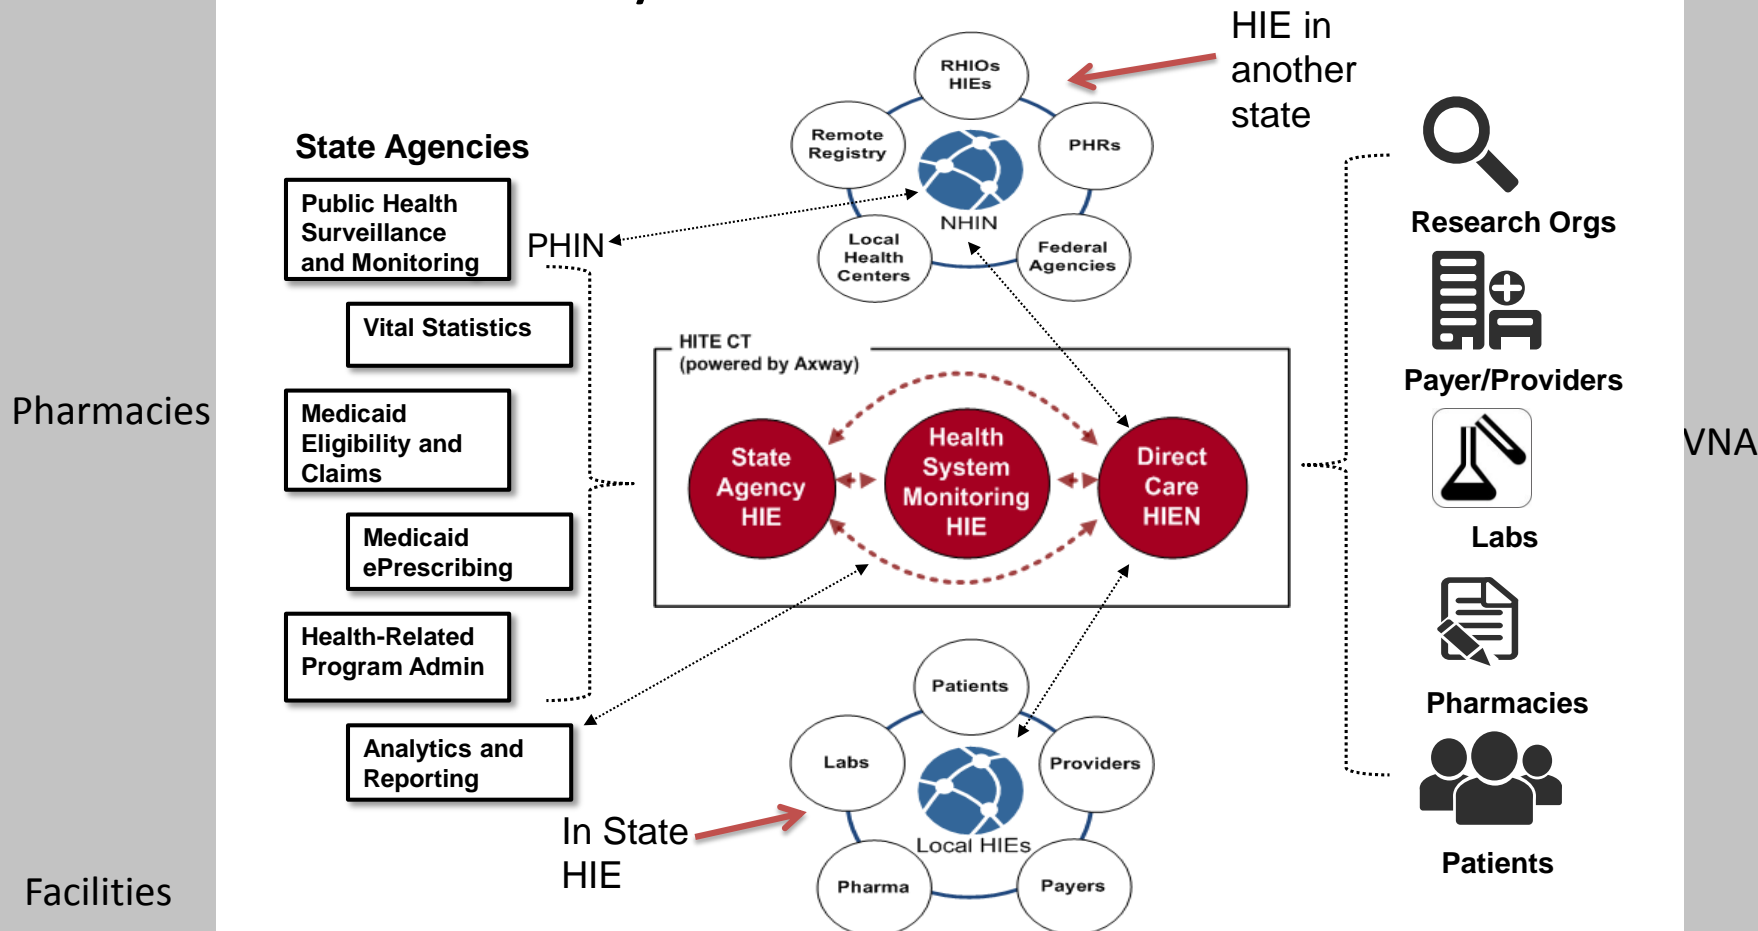 HIE in
another
state
RHIOs
HIEs
Remote
Registry
PHRs
NHIN
Local
Health
Centers
Federal
Agencies
State Agencies
Public Health
Surveillance
and Monitoring
PHIN
Vital Statistics
Medicaid
Eligibility and
Claims
Medicaid
ePrescribing
Health-Related
Program Admin
Analytics and
Reporting
Pharmacies
Facilities
HITE CT
(powered by Axway)
State
Agency
HIE
Health
System
Monitoring
HIE
Direct
Care
HIEN
Patients
Labs
Providers
Local HIEs
Pharma
Payers
In State
HIE
Research Orgs
Payer/Providers
Labs
Pharmacies
Patients
VNA